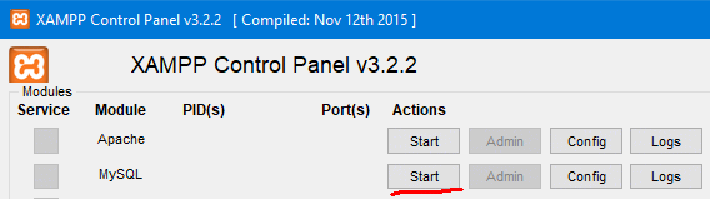 XAMPP Control Panel v3.2.2 [ Compiled: Nov 12th 2015 ]
XAMPP Control Panel v3.2.2
Modules
Service Module PID(s) Port(s) Actions
Apache Start Admin Config Logs
MySQL Start Admin Config Logs